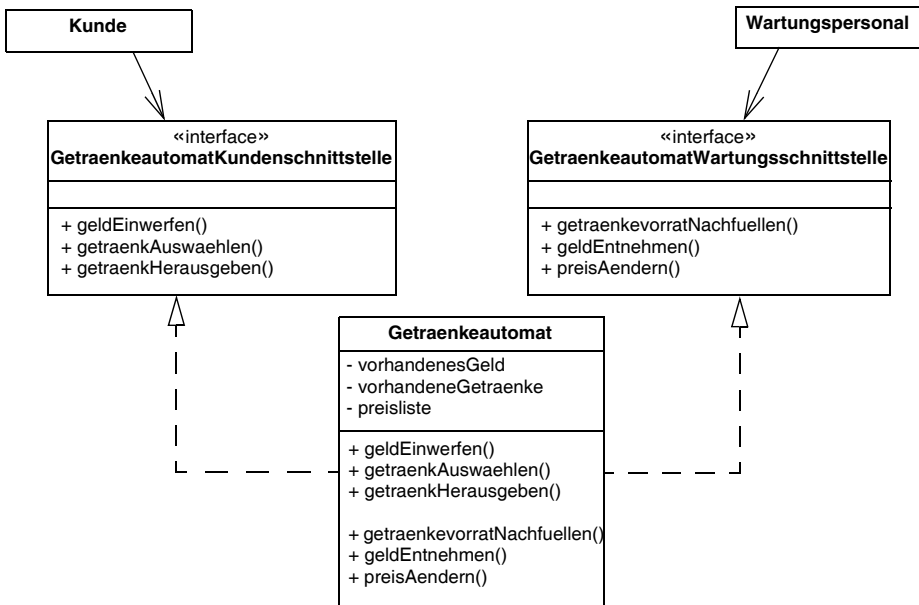 Kunde
Wartungspersonal
«interface»
GetraenkeautomatKundenschnittstelle
+ geldEinwerfen()
+ getraenkAuswaehlen()
+ getraenkHerausgeben()
«interface»
GetraenkeautomatWartungsschnittstelle
+ getraenkevorratNachfuellen()
+ geldEntnehmen()
+ preisAendern()
Getraenkeautomat
- vorhandenesGeld
- vorhandeneGetraenke
- preisliste
+ geldEinwerfen()
+ getraenkAuswaehlen()
+ getraenkHerausgeben()
+ getraenkevorratNachfuellen()
+ geldEntnehmen()
+ preisAendern()